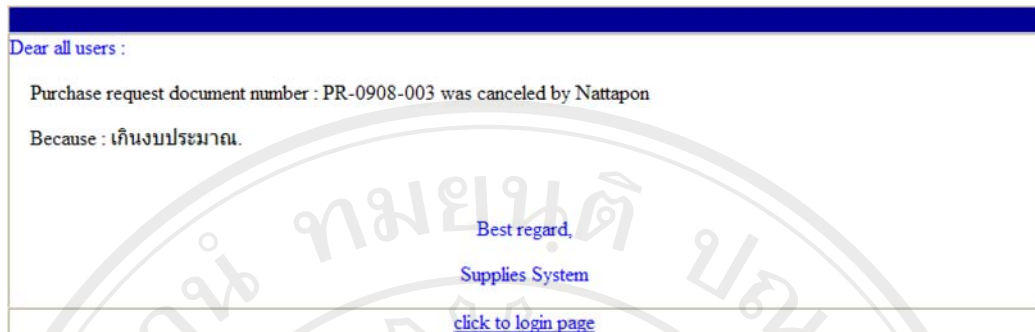 Dear all users :
Purchase request document number : PR-0908-003 was canceled by Nattapon
Because : เกินงบประมาณ.
Best regard,
Supplies System
click to login page